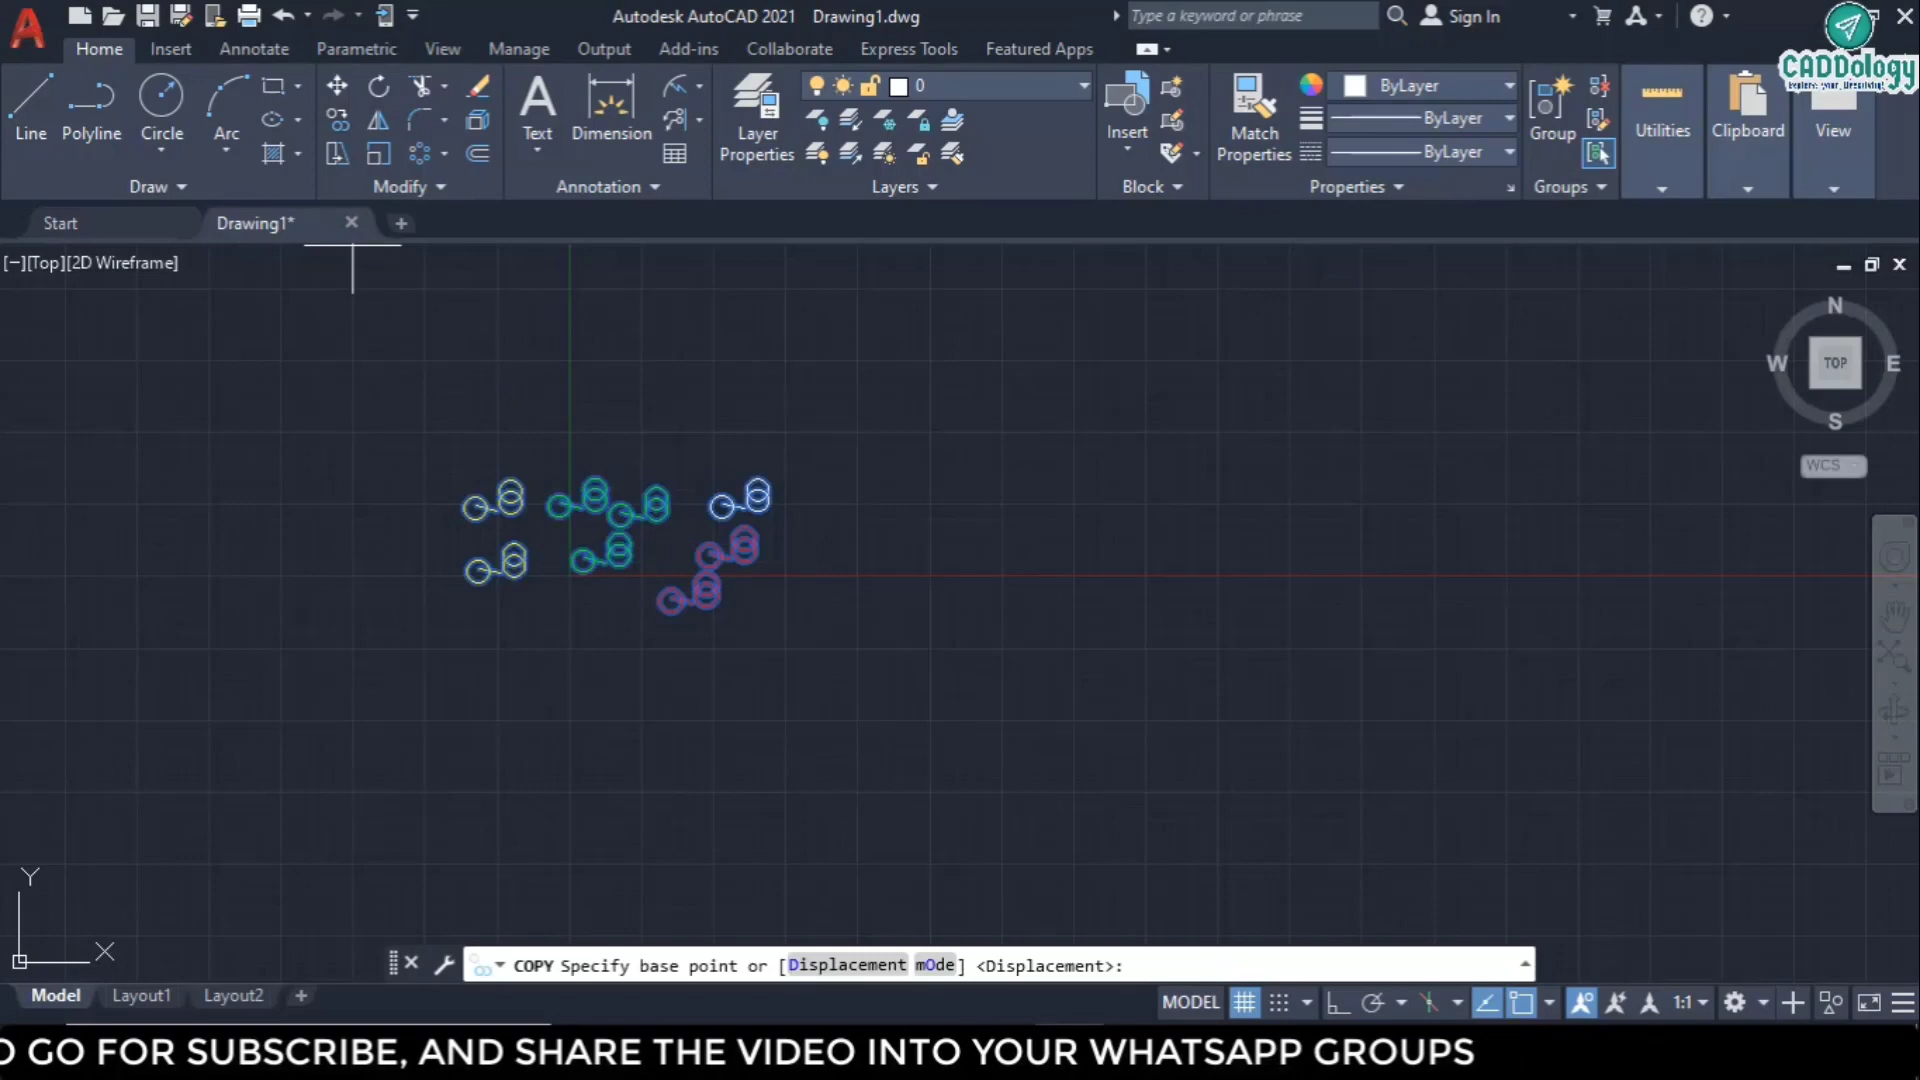 Autodesk AutoCAD 2021 Drawing1.dwg
Type a keyword or phrase
Sign In
CADDology
Home Insert Annotate Parametric View Manage Output Add-ins Collaborate Express Tools Featured Apps
0
ByLayer
ByLayer
ByLayer
Line Polyline Circle Arc
Text Dimension
Layer Properties
Insert
Match Properties
Group
Utilities Clipboard View
Draw Modify Annotation Layers Block Properties Groups
Start Drawing1*
[−][Top][2D Wireframe]
N
W TOP E
S
WCS
Y
X
COPY Specify base point or [Displacement mOde] <Displacement>:
Model Layout1 Layout2
MODEL 1:1
O GO FOR SUBSCRIBE, AND SHARE THE VIDEO INTO YOUR WHATSAPP GROUPS